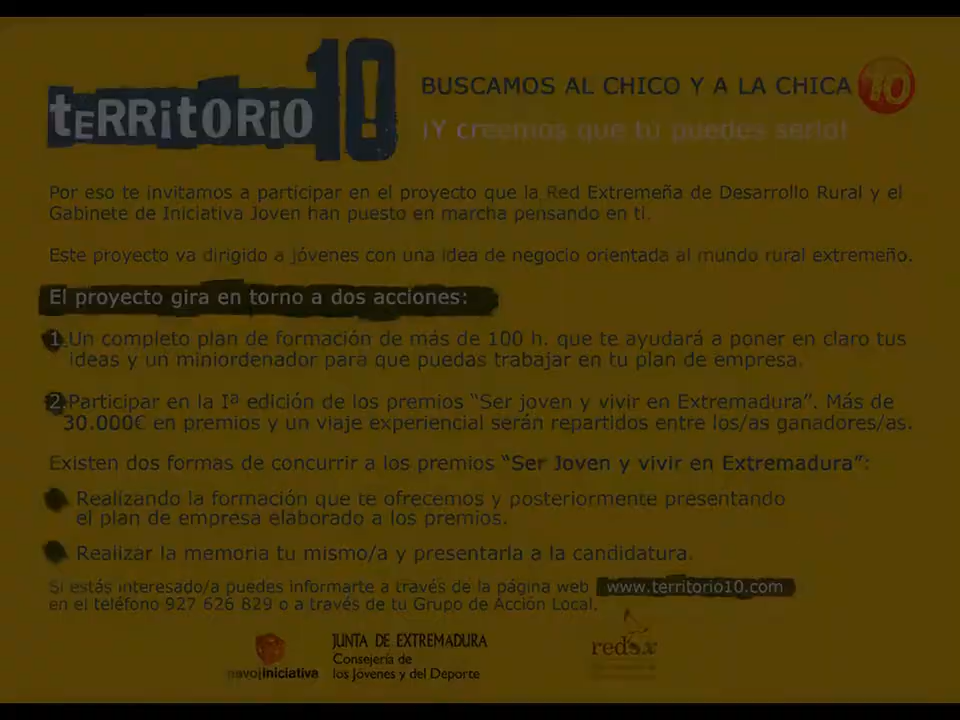 tERRitORiO 10!
BUSCAMOS AL CHICO Y A LA CHICA 10
¡Y creemos que tú puedes serlo!
Por eso te invitamos a participar en el proyecto que la Red Extremeña de Desarrollo Rural y el
Gabinete de Iniciativa Joven han puesto en marcha pensando en ti.
Este proyecto va dirigido a jóvenes con una idea de negocio orientada al mundo rural extremeño.
El proyecto gira en torno a dos acciones:
1.Un completo plan de formación de más de 100 h. que te ayudará a poner en claro tus
ideas y un miniordenador para que puedas trabajar en tu plan de empresa.
2.Participar en la Iª edición de los premios “Ser joven y vivir en Extremadura”. Más de
30.000€ en premios y un viaje experiencial serán repartidos entre los/as ganadores/as.
Existen dos formas de concurrir a los premios “Ser Joven y vivir en Extremadura”:
Realizando la formación que te ofrecemos y posteriormente presentando
el plan de empresa elaborado a los premios.
Realizar la memoria tu mismo/a y presentarla a la candidatura.
Si estás interesado/a puedes informarte a través de la página web www.territorio10.com
en el teléfono 927 626 829 o a través de tu Grupo de Acción Local.
JUNTA DE EXTREMADURA
Consejería de
los Jóvenes y del Deporte
redex